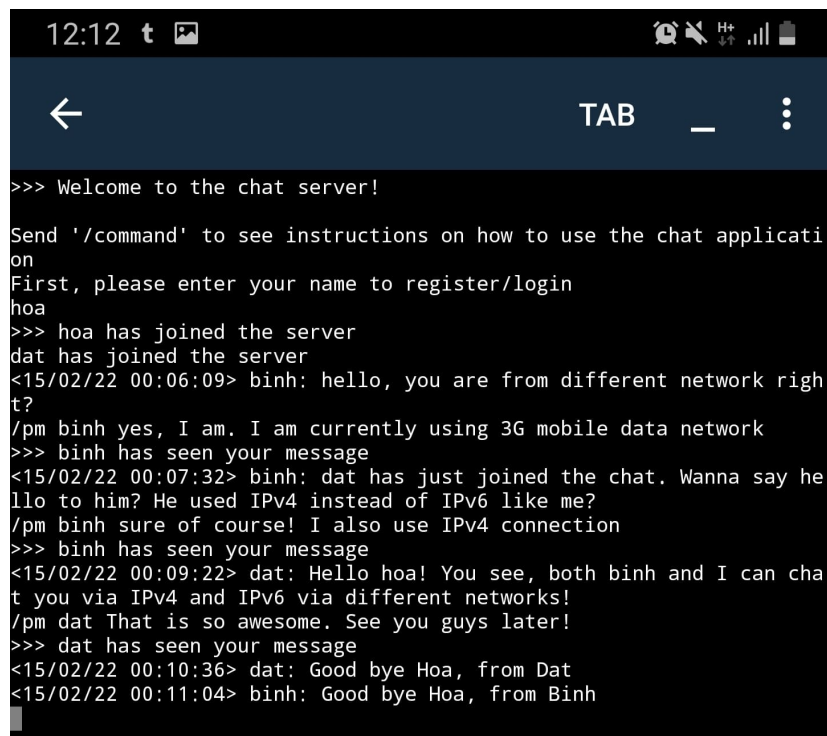 12:12 t H+
TAB _
>>> Welcome to the chat server!
Send '/command' to see instructions on how to use the chat applicati
on
First, please enter your name to register/login
hoa
>>> hoa has joined the server
dat has joined the server
<15/02/22 00:06:09> binh: hello, you are from different network righ
t?
/pm binh yes, I am. I am currently using 3G mobile data network
>>> binh has seen your message
<15/02/22 00:07:32> binh: dat has just joined the chat. Wanna say he
llo to him? He used IPv4 instead of IPv6 like me?
/pm binh sure of course! I also use IPv4 connection
>>> binh has seen your message
<15/02/22 00:09:22> dat: Hello hoa! You see, both binh and I can cha
t you via IPv4 and IPv6 via different networks!
/pm dat That is so awesome. See you guys later!
>>> dat has seen your message
<15/02/22 00:10:36> dat: Good bye Hoa, from Dat
<15/02/22 00:11:04> binh: Good bye Hoa, from Binh